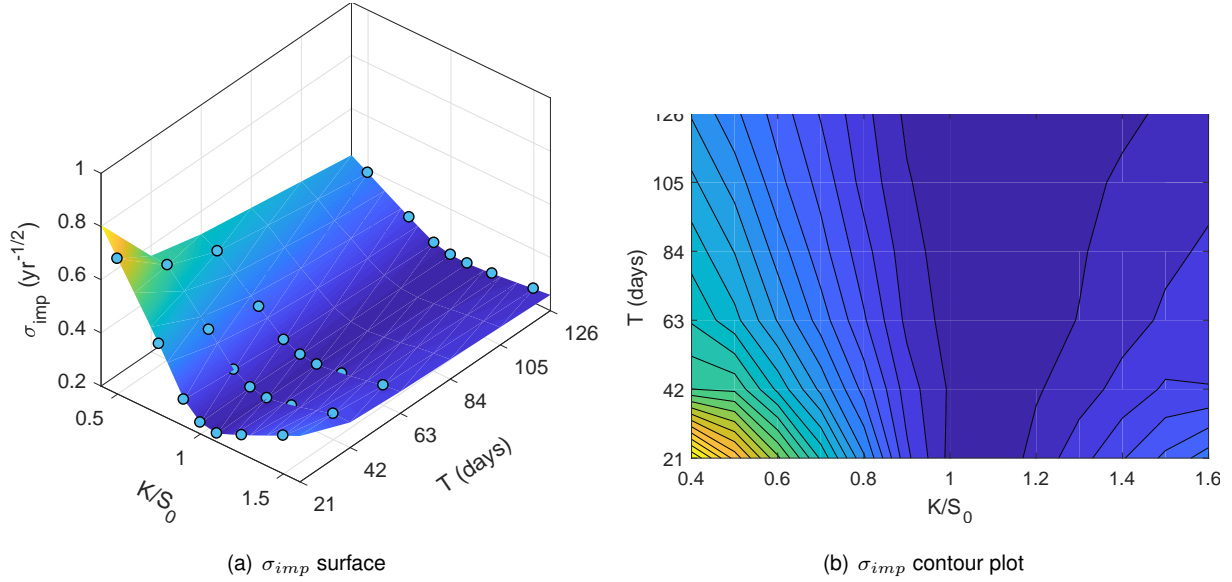 1
0.8
0.6
0.4
0.2
σimp (yr-1/2)
0.5
1
1.5
K/S0
21
42
63
84
105
126
T (days)
(a) σimp surface
126
105
84
63
42
21
T (days)
0.4 0.6 0.8 1 1.2 1.4 1.6
K/S0
(b) σimp contour plot